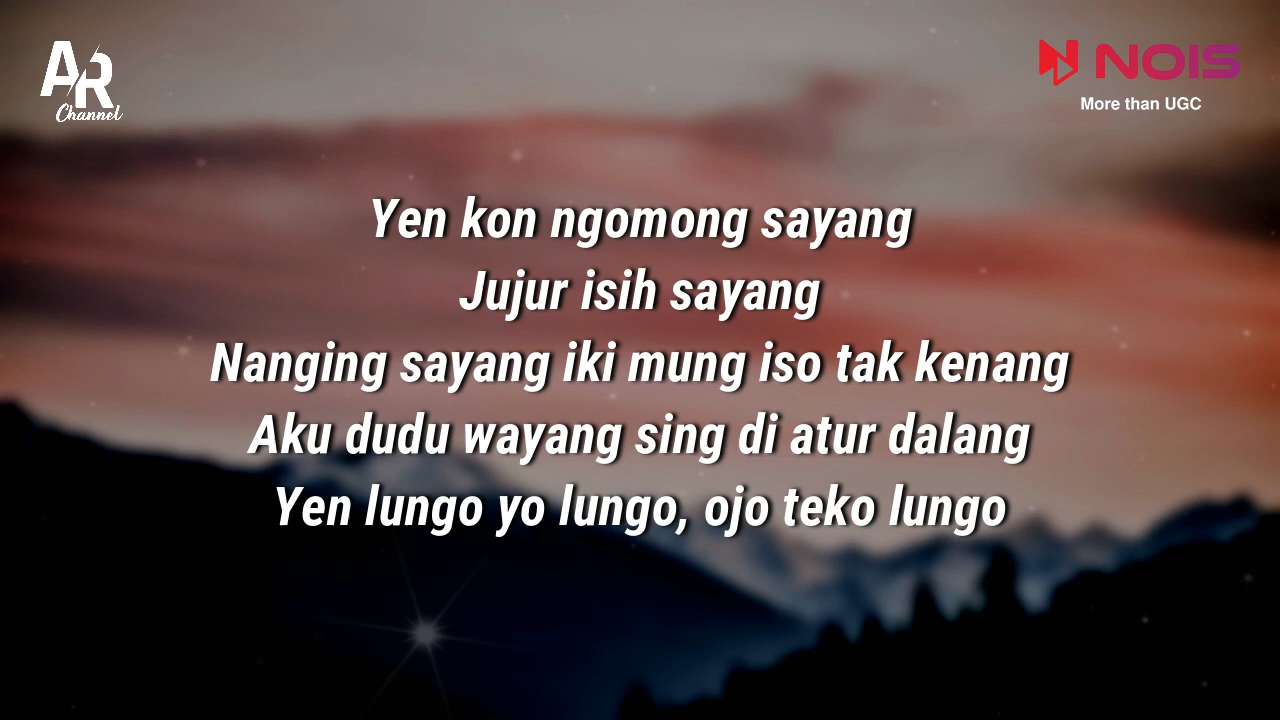 AR
Channel
NOIS
More than UGC
Yen kon ngomong sayang
Jujur isih sayang
Nanging sayang iki mung iso tak kenang
Aku dudu wayang sing di atur dalang
Yen lungo yo lungo, ojo teko lungo